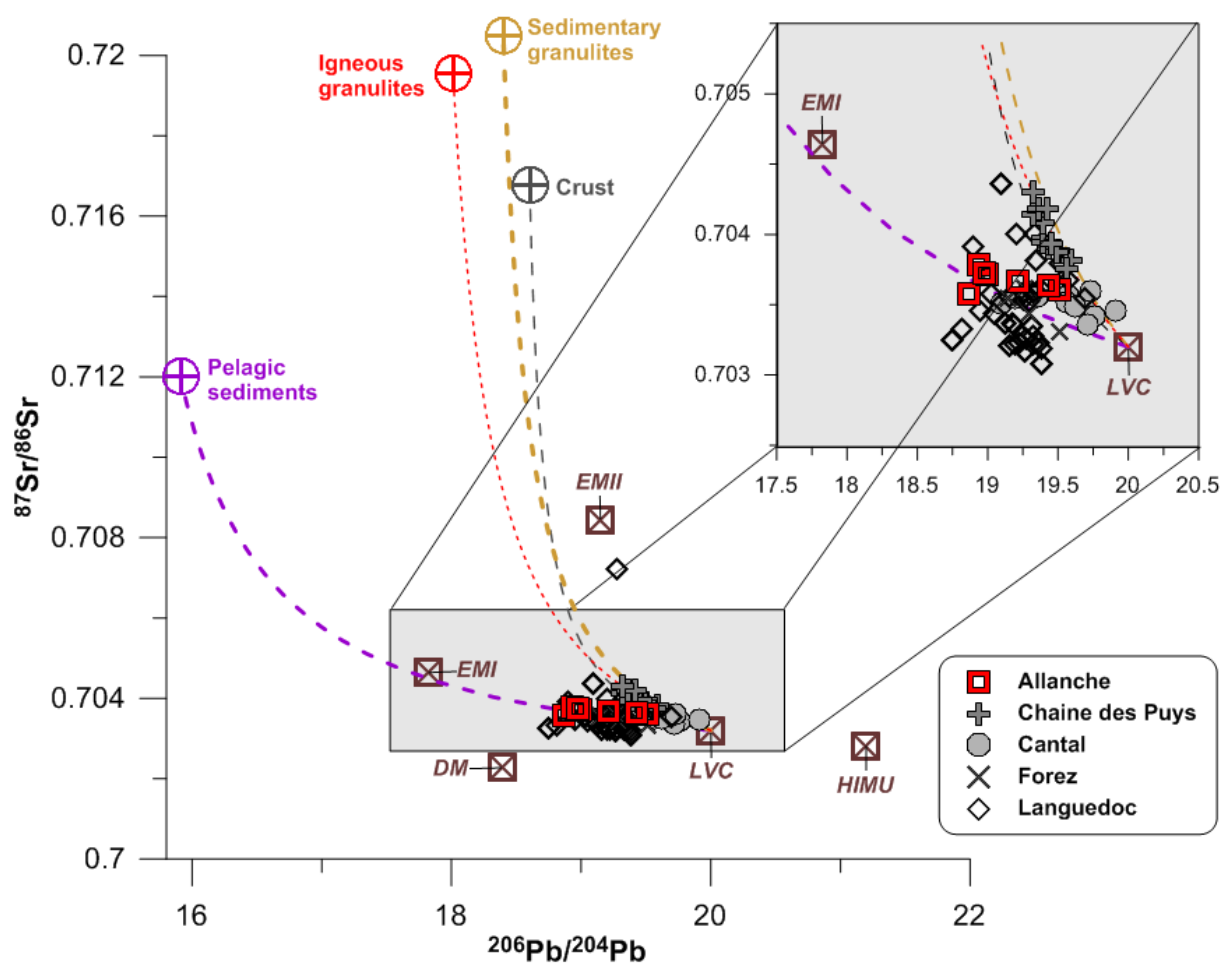 Sedimentary
granulites
Igneous
granulites
0.72
0.716
0.712
0.708
0.704
0.7
Crust
Pelagic
sediments
EMI
0.705
0.704
0.703
LVC
17.5 18 18.5 19 19.5 20 20.5
EMII
EMI
DM
LVC
HIMU
Allanche
Chaine des Puys
Cantal
Forez
Languedoc
16 18 20 22
²⁰⁶Pb/²⁰⁴Pb
⁸⁷Sr/⁸⁶Sr